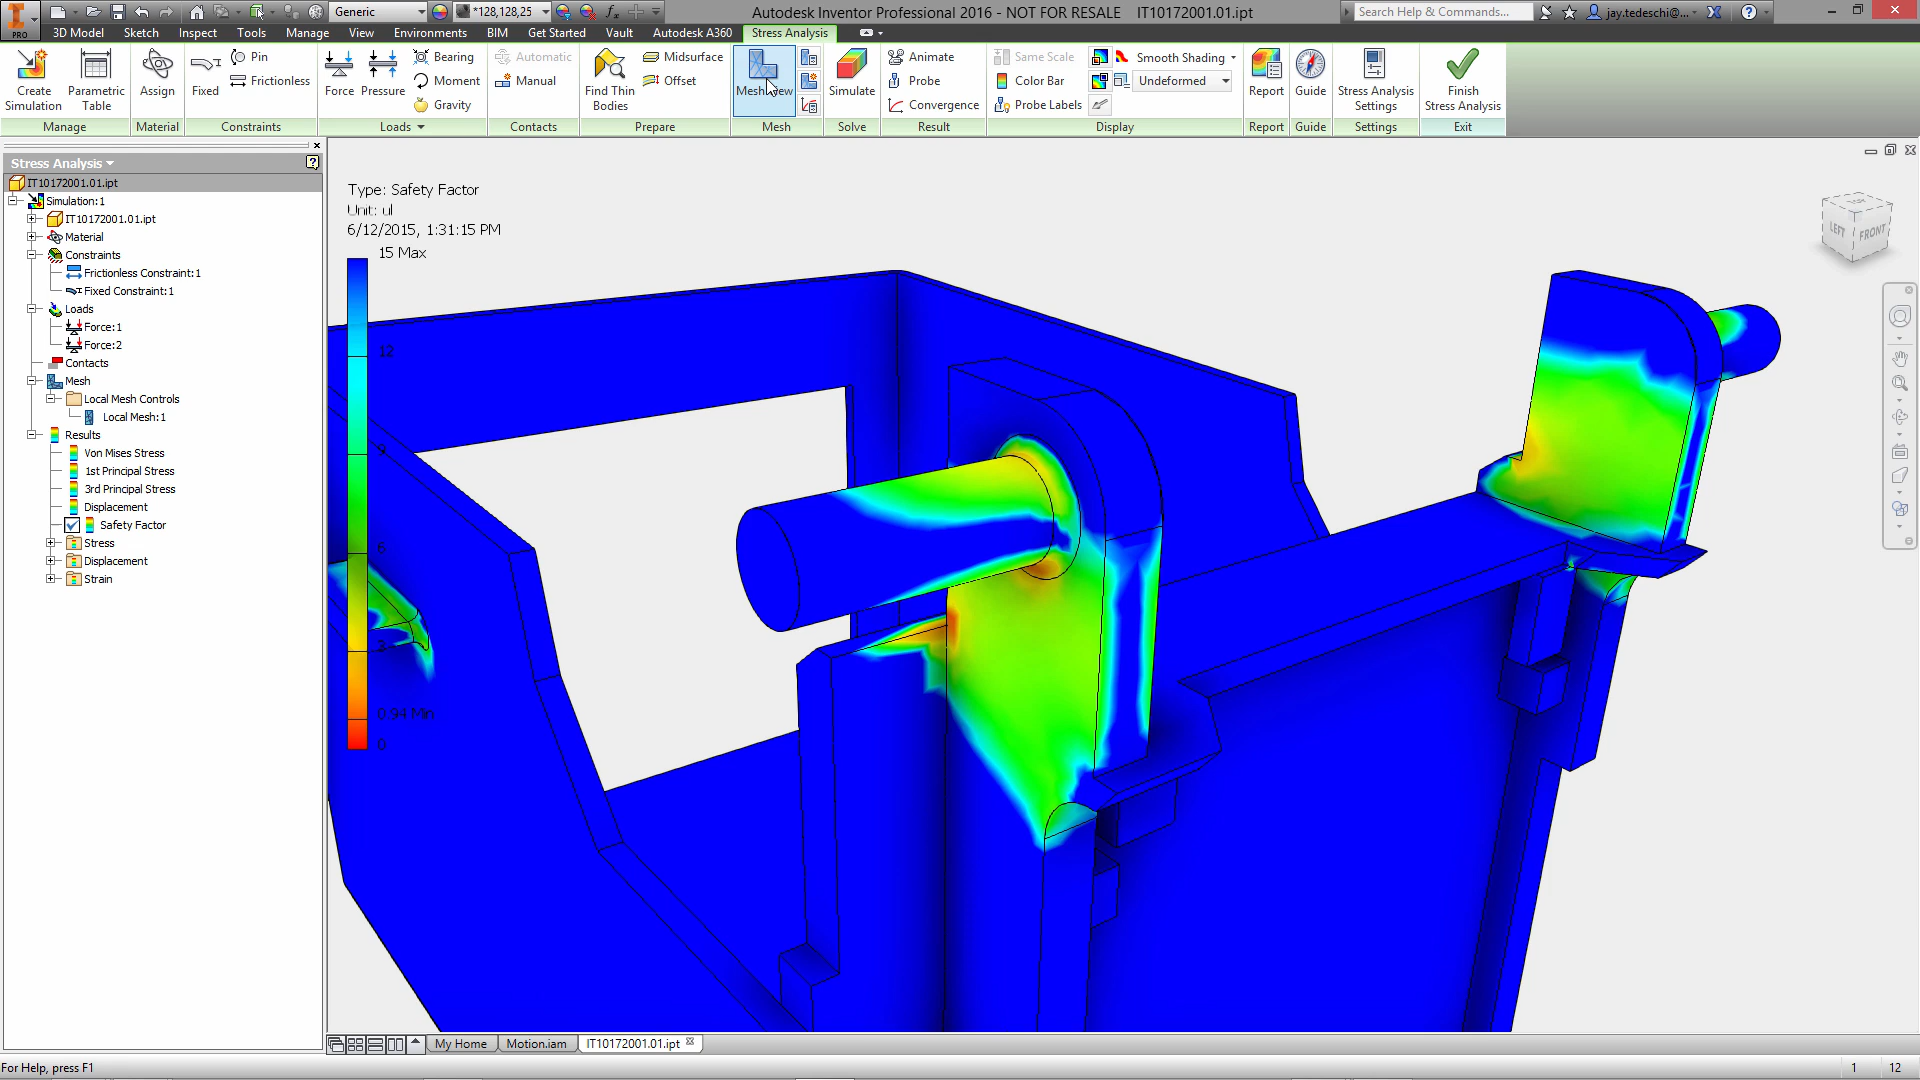 PRO
Generic
*128,128,25
Autodesk Inventor Professional 2016 - NOT FOR RESALE IT10172001.01.ipt
Search Help & Commands...
jay.tedeschi@...
3D Model Sketch Inspect Tools Manage View Environments BIM Get Started Vault Autodesk A360 Stress Analysis
Create Simulation
Parametric Table
Manage
Assign
Material
Fixed
Pin
Frictionless
Constraints
Force
Pressure
Bearing
Moment
Gravity
Loads
Automatic
Manual
Contacts
Find Thin Bodies
Midsurface
Offset
Prepare
Mesh View
Mesh
Simulate
Solve
Animate
Probe
Convergence
Result
Same Scale
Color Bar
Probe Labels
Smooth Shading
Undeformed
Display
Report
Report
Guide
Guide
Stress Analysis Settings
Settings
Finish Stress Analysis
Exit
Stress Analysis
IT10172001.01.ipt
Simulation:1
IT10172001.01.ipt
Material
Constraints
Frictionless Constraint:1
Fixed Constraint:1
Loads
Force:1
Force:2
Contacts
Mesh
Local Mesh Controls
Local Mesh:1
Results
Von Mises Stress
1st Principal Stress
3rd Principal Stress
Displacement
Safety Factor
Stress
Displacement
Strain
Type: Safety Factor
Unit: ul
6/12/2015, 1:31:15 PM
15 Max
12
9
6
3
0.94 Min
0
TOP
LEFT FRONT
My Home Motion.iam IT10172001.01.ipt
For Help, press F1
1 12